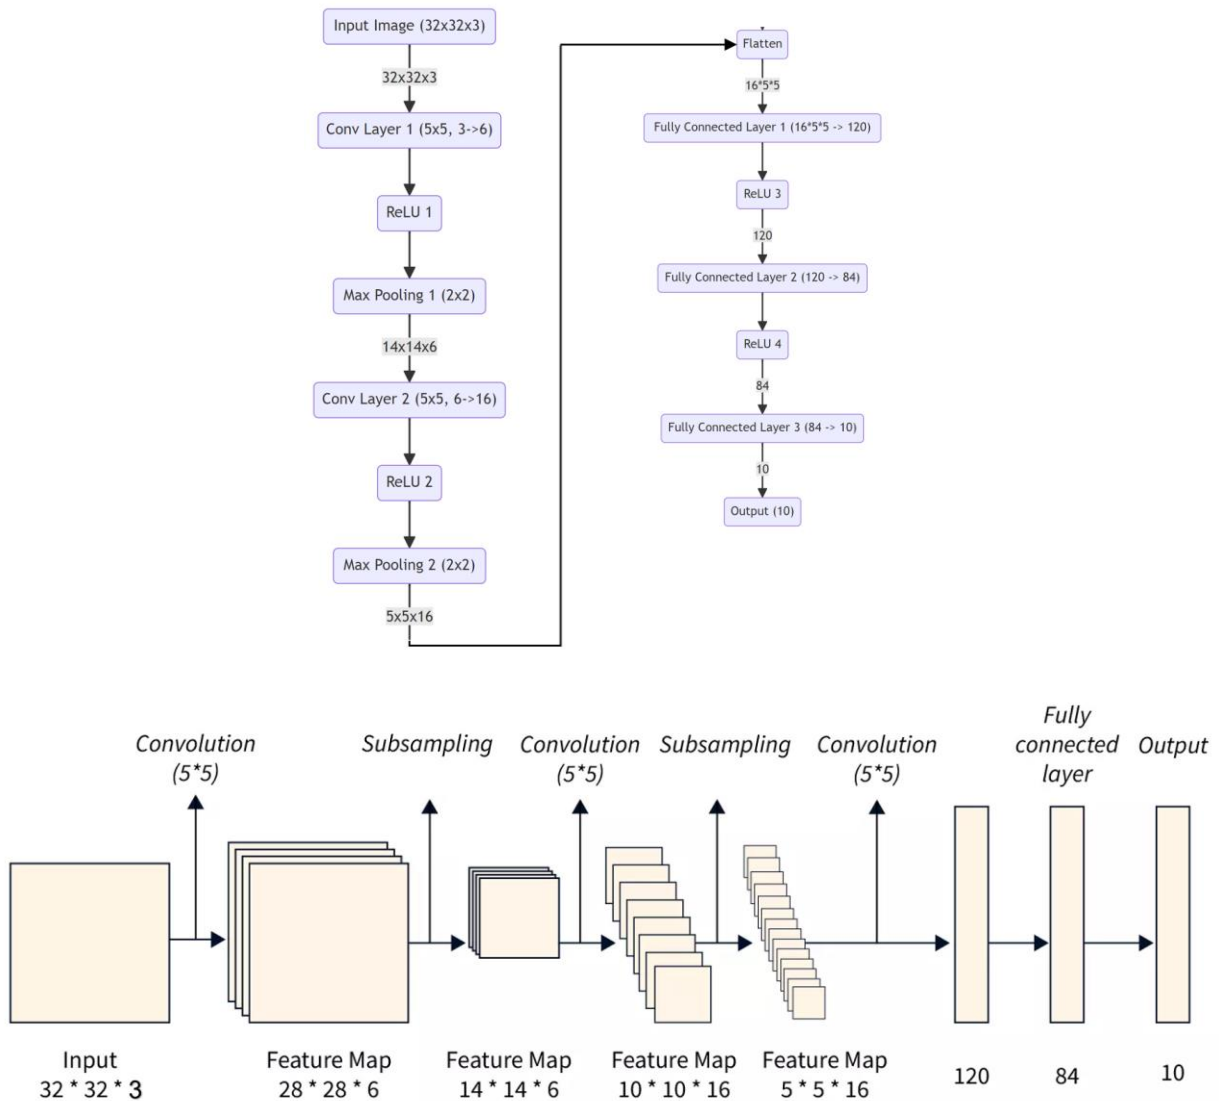 Input Image (32x32x3)
32x32x3
Conv Layer 1 (5x5, 3->6)
ReLU 1
Max Pooling 1 (2x2)
14x14x6
Conv Layer 2 (5x5, 6->16)
ReLU 2
Max Pooling 2 (2x2)
5x5x16
Flatten
16*5*5
Fully Connected Layer 1 (16*5*5 -> 120)
ReLU 3
120
Fully Connected Layer 2 (120 -> 84)
ReLU 4
84
Fully Connected Layer 3 (84 -> 10)
10
Output (10)
Convolution
(5*5)
Subsampling
Convolution
(5*5)
Subsampling
Convolution
(5*5)
Fully
connected
layer
Output
Input
32 * 32 * 3
Feature Map
28 * 28 * 6
Feature Map
14 * 14 * 6
Feature Map
10 * 10 * 16
Feature Map
5 * 5 * 16
120
84
10